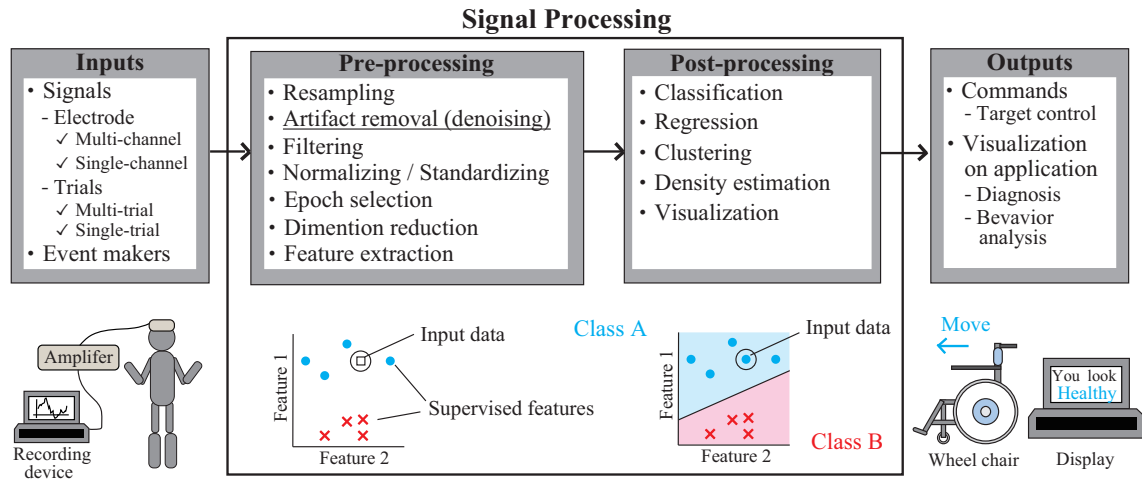 Signal Processing
Inputs
• Signals
- Electrode
✓ Multi-channel
✓ Single-channel
- Trials
✓ Multi-trial
✓ Single-trial
• Event makers
Pre-processing
• Resampling
• Artifact removal (denoising)
• Filtering
• Normalizing / Standardizing
• Epoch selection
• Dimention reduction
• Feature extraction
Post-processing
• Classification
• Regression
• Clustering
• Density estimation
• Visualization
Outputs
• Commands
- Target control
• Visualization
on application
- Diagnosis
- Bevavior
analysis
Amplifer
Recording
device
Feature 1
Feature 2
Input data
Supervised features
Class A
Feature 1
Feature 2
Input data
Class B
Move
Wheel chair
You look
Healthy
Display